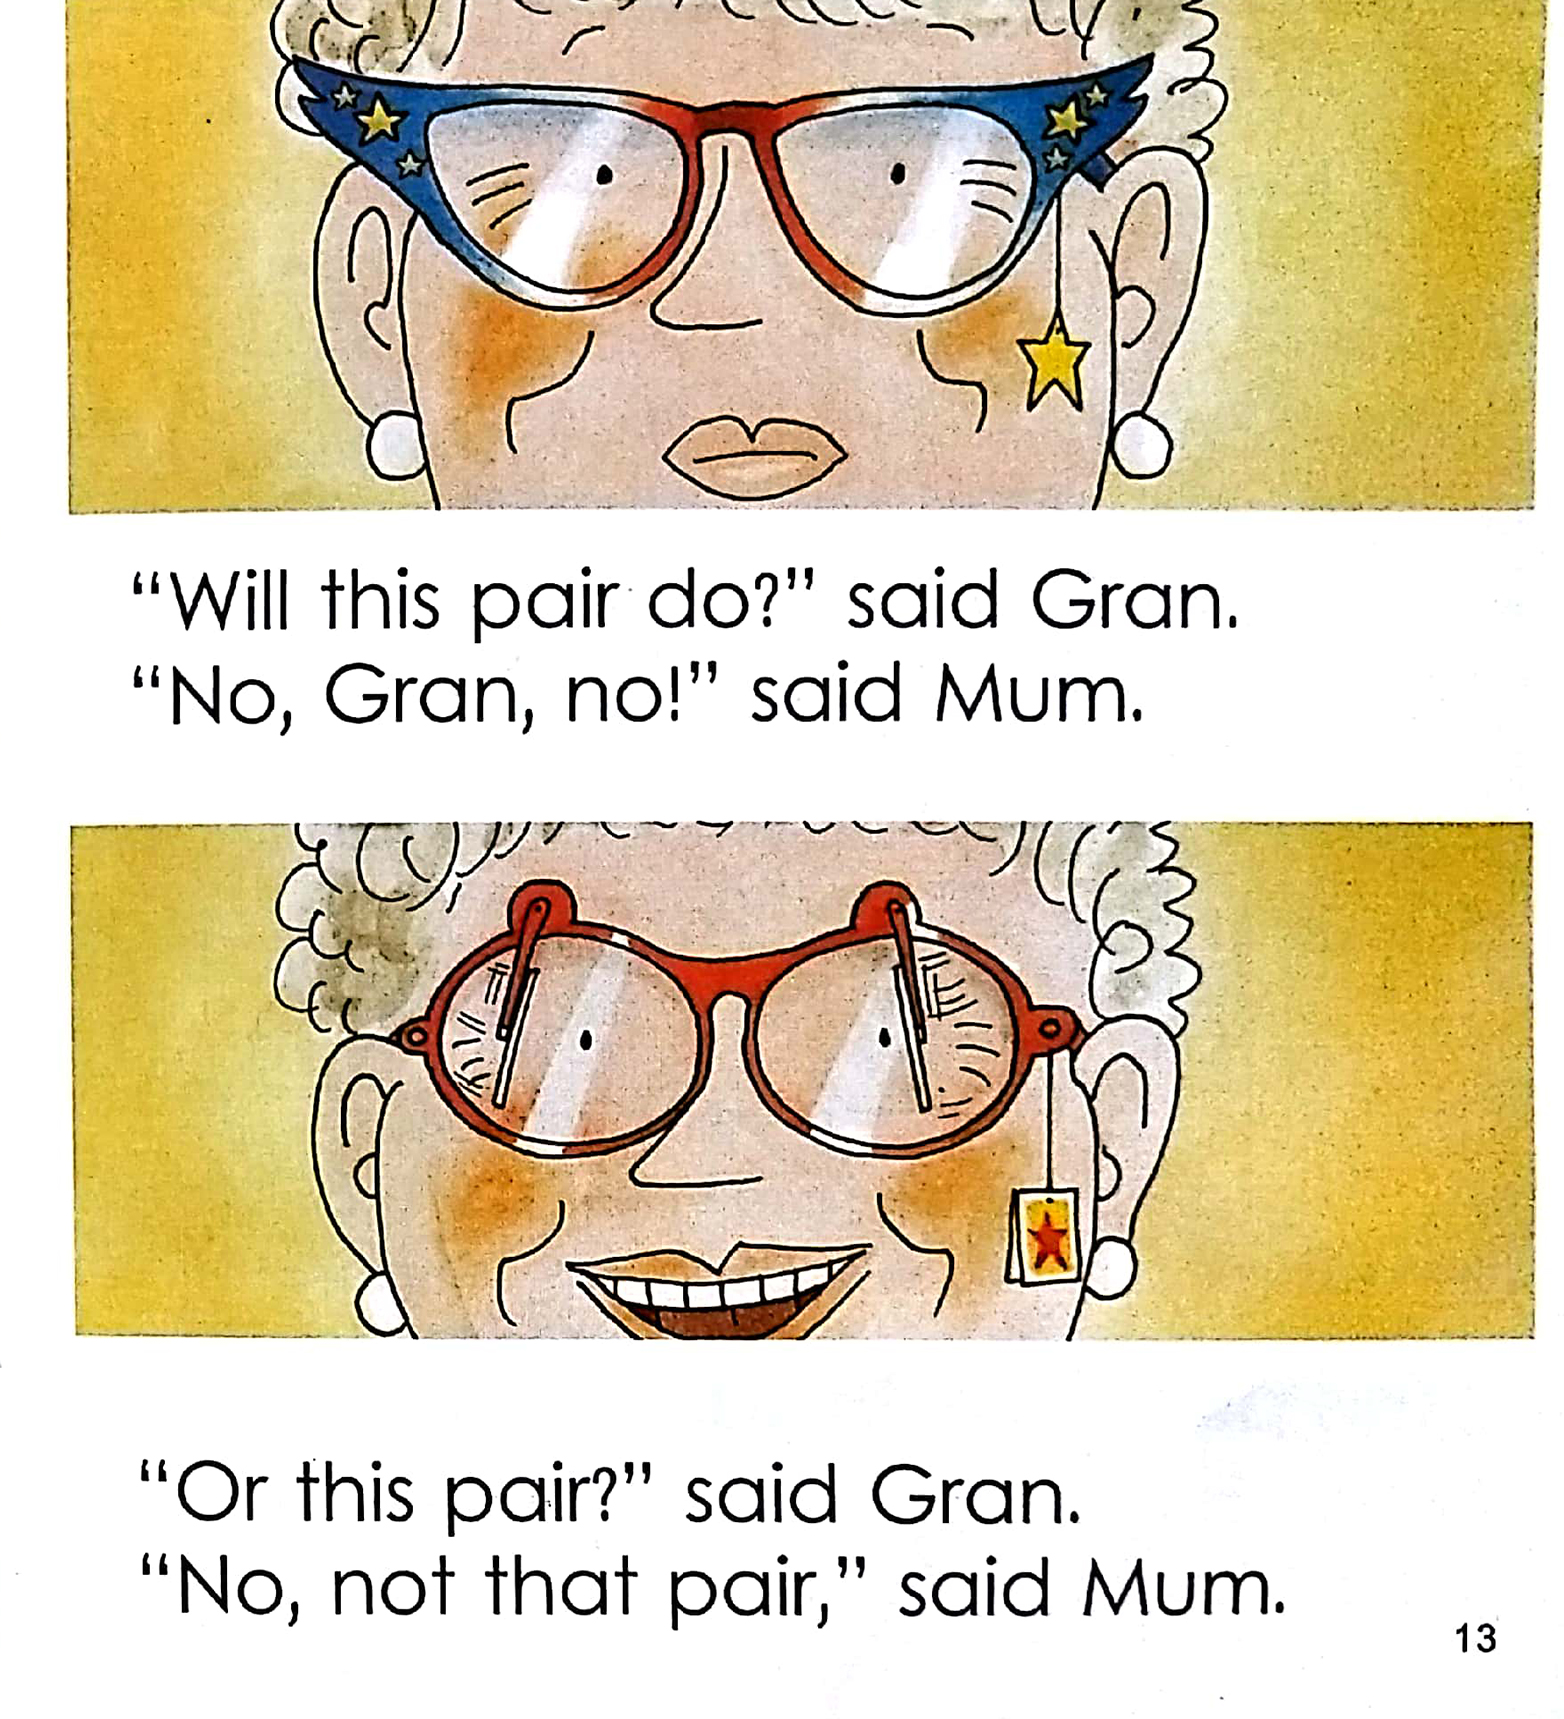 “Will this pair do?” said Gran.
“No, Gran, no!” said Mum.
“Or this pair?” said Gran.
“No, not that pair,” said Mum.
13